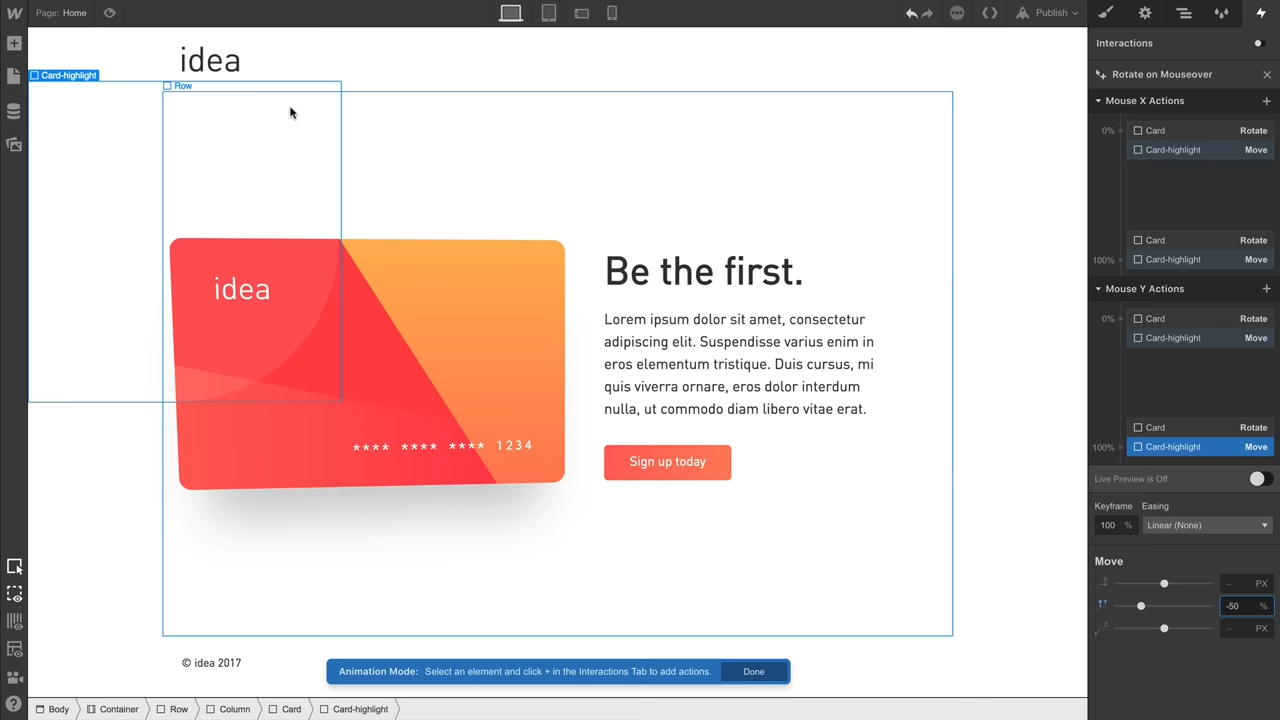 Page: Home
Publish
idea
Card-highlight
Row
idea
**** **** **** 1234
Be the first.
Lorem ipsum dolor sit amet, consectetur
adipiscing elit. Suspendisse varius enim in
eros elementum tristique. Duis cursus, mi
quis viverra ornare, eros dolor interdum
nulla, ut commodo diam libero vitae erat.
Sign up today
© idea 2017
Animation Mode: Select an element and click + in the Interactions Tab to add actions. Done
Body Container Row Column Card Card-highlight
Interactions
Rotate on Mouseover
Mouse X Actions
0% Card Rotate
Card-highlight Move
Card Rotate
100% Card-highlight Move
Mouse Y Actions
0% Card Rotate
Card-highlight Move
Card Rotate
100% Card-highlight Move
Live Preview is Off
Keyframe Easing
100 % Linear (None)
Move
X – PX
Y -50 %
Z – PX